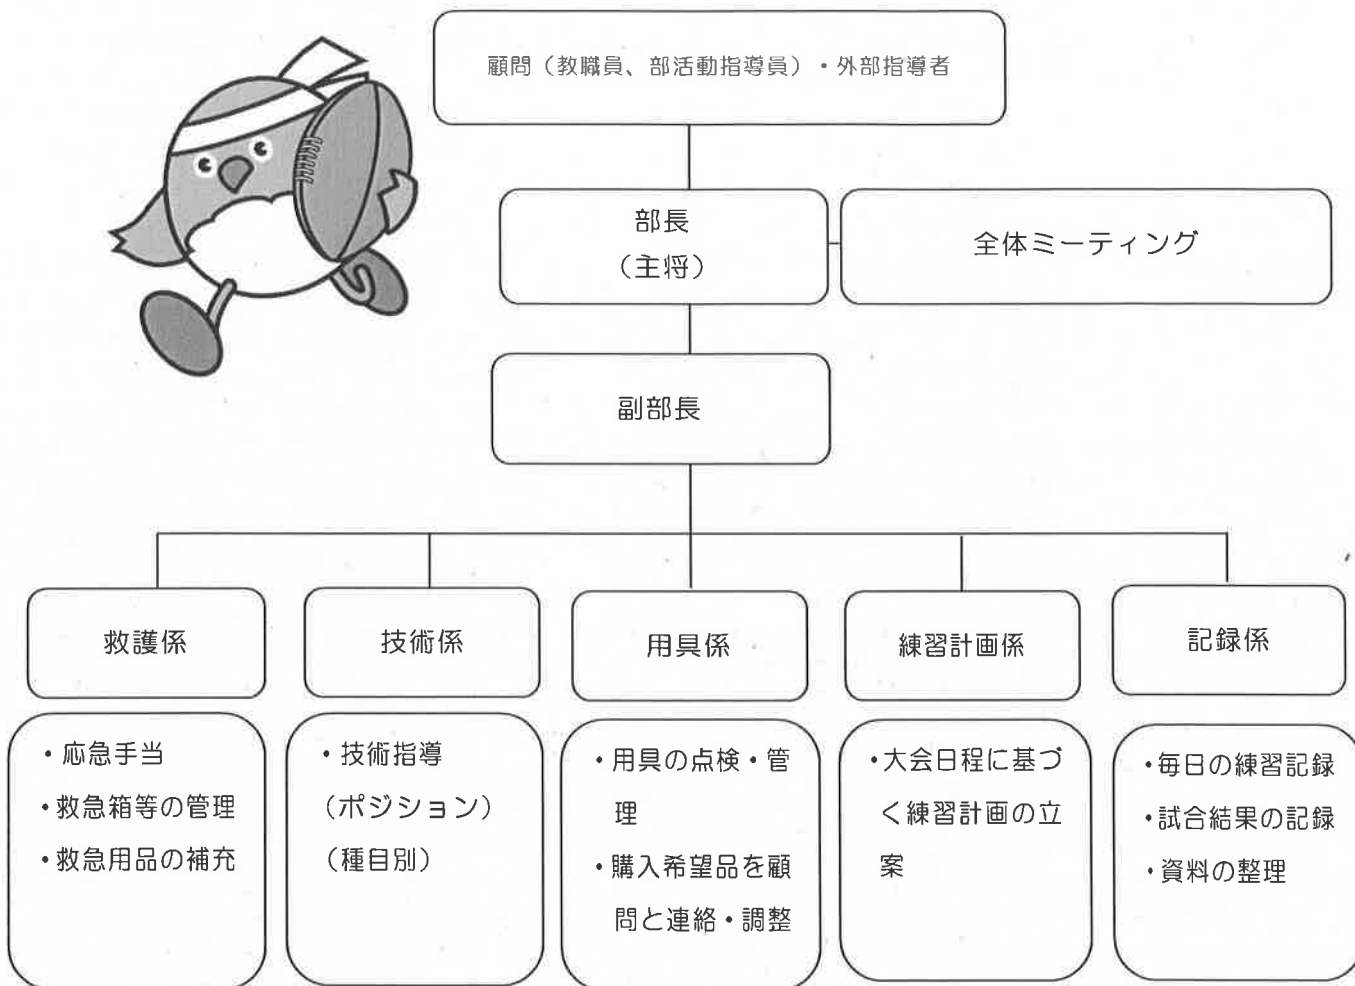 顧問（教職員、部活動指導員）・外部指導者
部長
（主将）
全体ミーティング
副部長
救護係
技術係
用具係
練習計画係
記録係
・応急手当
・救急箱等の管理
・救急用品の補充
・技術指導
（ポジション）
（種目別）
・用具の点検・管
理
・購入希望品を顧
問と連絡・調整
・大会日程に基づ
く練習計画の立
案
・毎日の練習記録
・試合結果の記録
・資料の整理